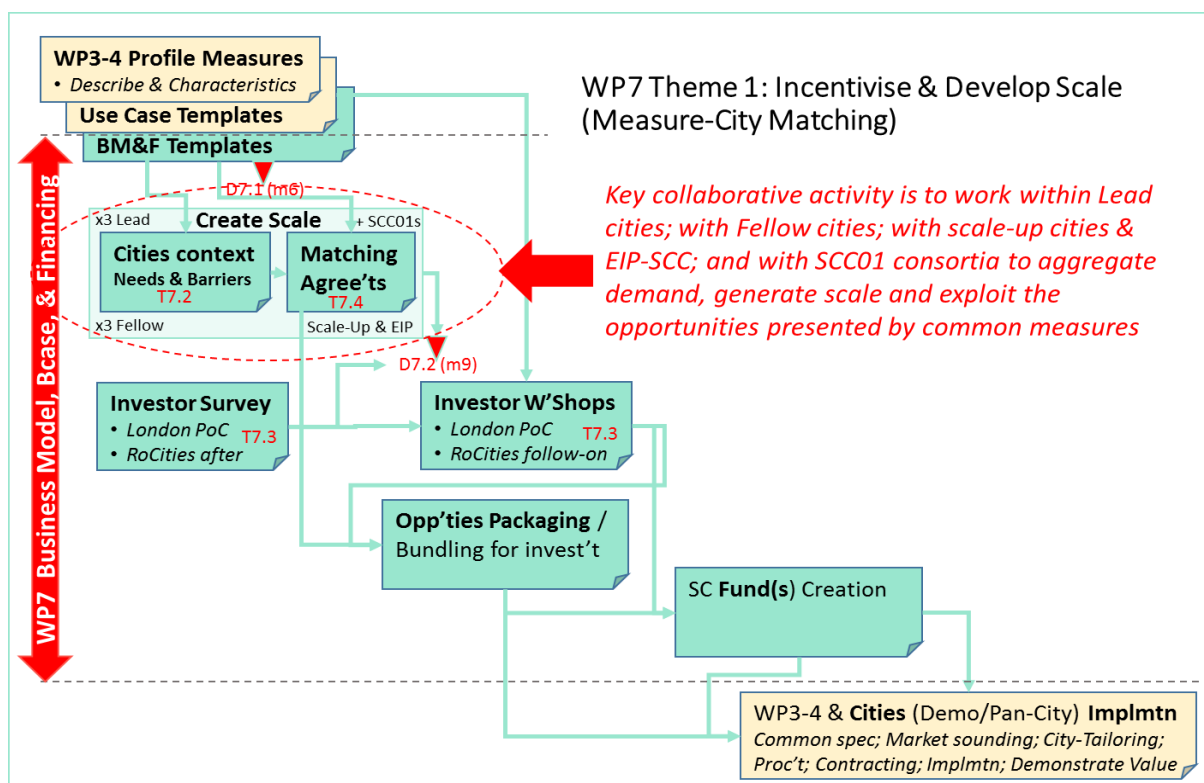 WP3-4 Profile Measures
• Describe & Characteristics
Use Case Templates
BM&F Templates
WP7 Theme 1: Incentivise & Develop Scale
(Measure-City Matching)
D7.1 (m6)
x3 Lead
Create Scale
+ SCC01s
Cities context
Needs & Barriers
T7.2
Matching
Agree’ts
T7.4
x3 Fellow
Scale-Up & EIP
D7.2 (m9)
Key collaborative activity is to work within Lead
cities; with Fellow cities; with scale-up cities &
EIP-SCC; and with SCC01 consortia to aggregate
demand, generate scale and exploit the
opportunities presented by common measures
WP7 Business Model, Bcase, & Financing
Investor Survey
• London PoC
• RoCities after
T7.3
Investor W’Shops
• London PoC
• RoCities follow-on
T7.3
Opp’ties Packaging /
Bundling for invest’t
SC Fund(s) Creation
WP3-4 & Cities (Demo/Pan-City) Implmtn
Common spec; Market sounding; City-Tailoring;
Proc’t; Contracting; Implmtn; Demonstrate Value